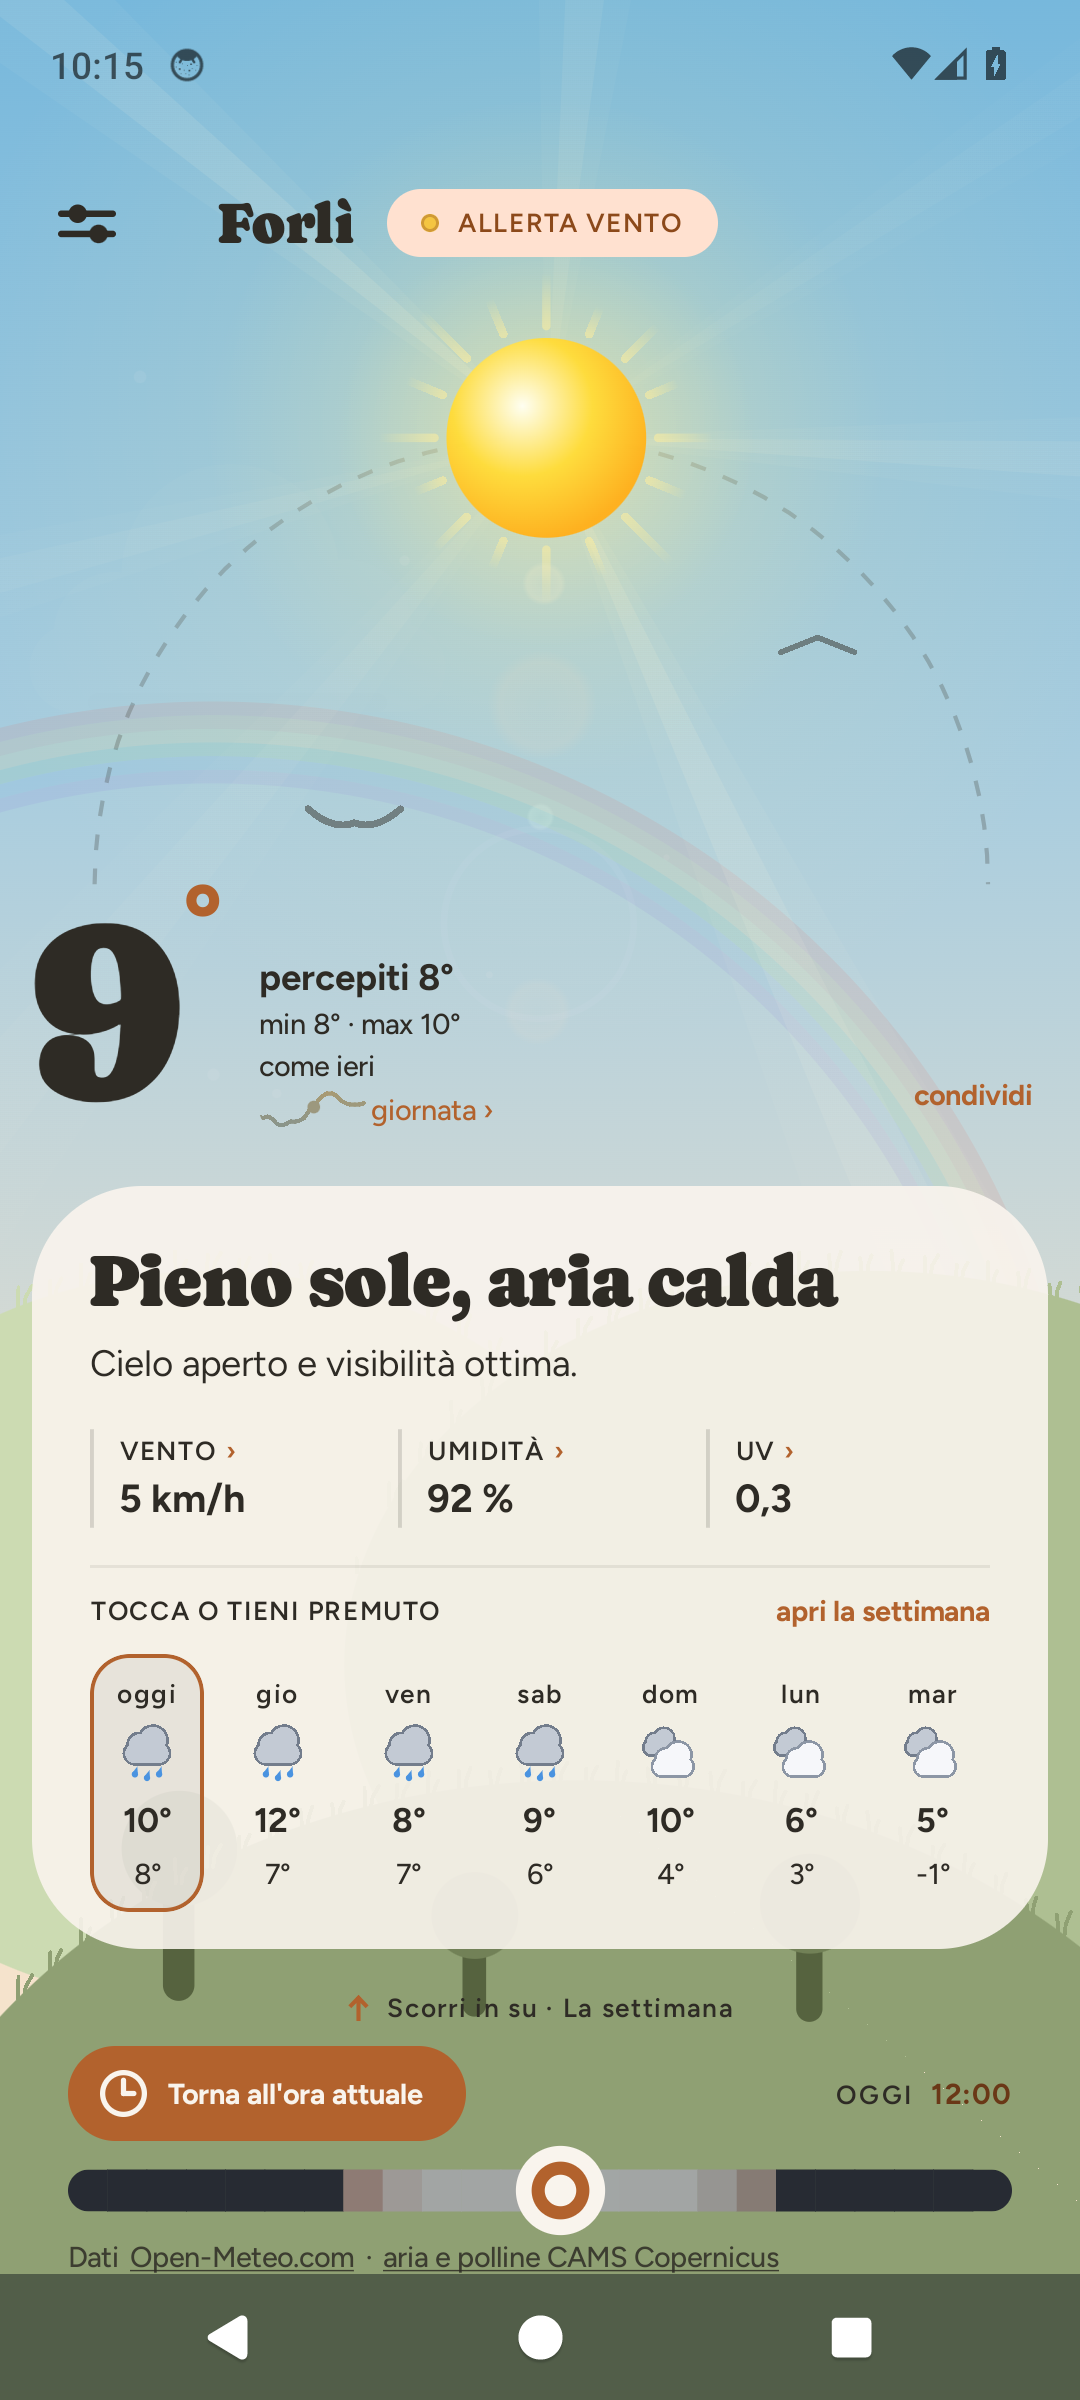 10:15
Forlì
ALLERTA VENTO
9°
percepiti 8°
min 8° · max 10°
come ieri
giornata ›
condividi
Pieno sole, aria calda
Cielo aperto e visibilità ottima.
VENTO › UMIDITÀ › UV ›
5 km/h 92 % 0,3
TOCCA O TIENI PREMUTO apri la settimana
oggi gio ven sab dom lun mar
10° 12° 8° 9° 10° 6° 5°
8° 7° 7° 6° 4° 3° -1°
↑ Scorri in su · La settimana
Torna all'ora attuale
OGGI 12:00
Dati Open-Meteo.com · aria e polline CAMS Copernicus